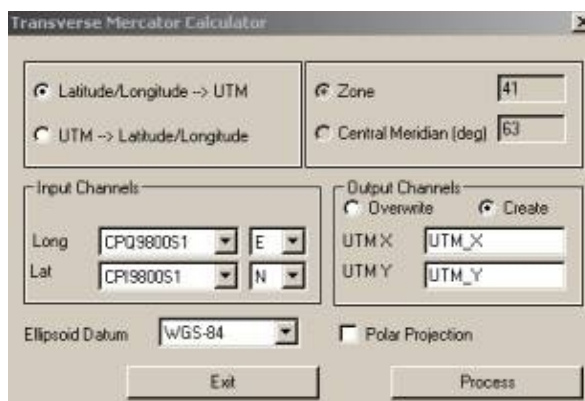 Transverse Mercator Calculator
Latitude/Longitude --> UTM
UTM --> Latitude/Longitude
Zone 41
Central Meridian (deg) 63
Input Channels
Long CPQ9800S1 E
Lat CPI9800S1 N
Output Channels
Overwrite Create
UTM X UTM_X
UTM Y UTM_Y
Ellipsoid Datum WGS-84
Polar Projection
Exit Process